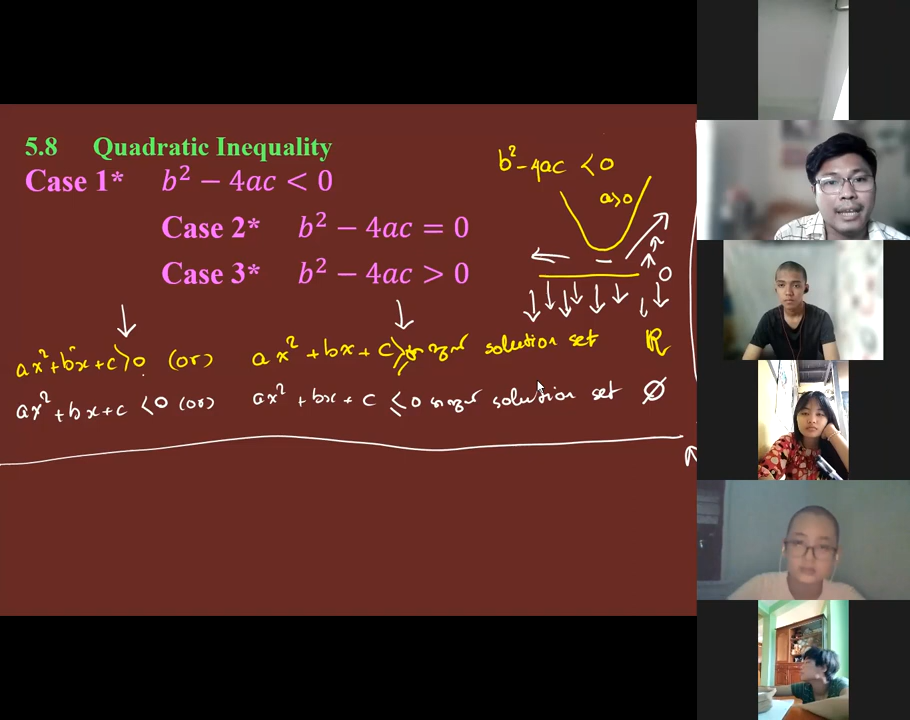 5.8 Quadratic Inequality
Case 1* b² − 4ac < 0
Case 2* b² − 4ac = 0
Case 3* b² − 4ac > 0
b² - 4ac < 0
a>0
0
ax² + bx + c > 0 (or) ax² + bx + c ≥ solution set ℝ
ax² + bx + c < 0 (or) ax² + bx + c ≤ 0 solution set ∅